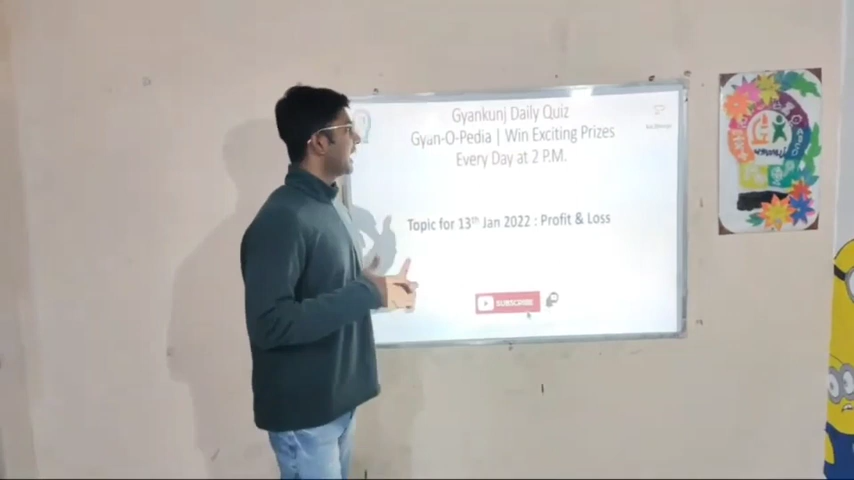 Gyankunj Daily Quiz
Gyan-O-Pedia | Win Exciting Prizes
Every Day at 2 P.M.
Topic for 13th Jan 2022 : Profit & Loss
SUBSCRIBE